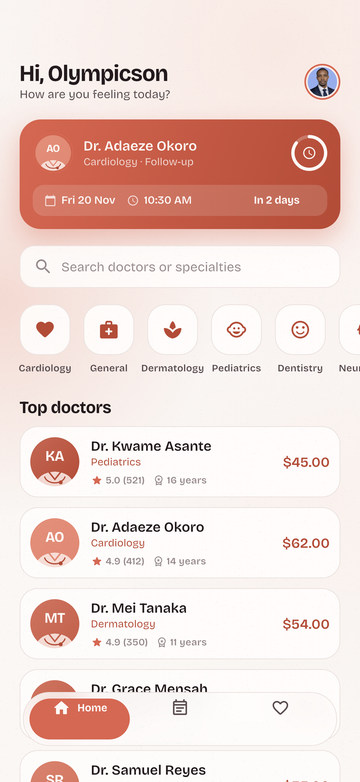 Hi, Olympicson
How are you feeling today?
AO
Dr. Adaeze Okoro
Cardiology · Follow-up
Fri 20 Nov
10:30 AM
In 2 days
Search doctors or specialties
Cardiology
General
Dermatology
Pediatrics
Dentistry
Neur
Top doctors
KA
Dr. Kwame Asante
Pediatrics
5.0 (521)
16 years
$45.00
AO
Dr. Adaeze Okoro
Cardiology
4.9 (412)
14 years
$62.00
MT
Dr. Mei Tanaka
Dermatology
4.9 (350)
11 years
$54.00
Dr. Grace Mensah
Home
SR
Dr. Samuel Reyes